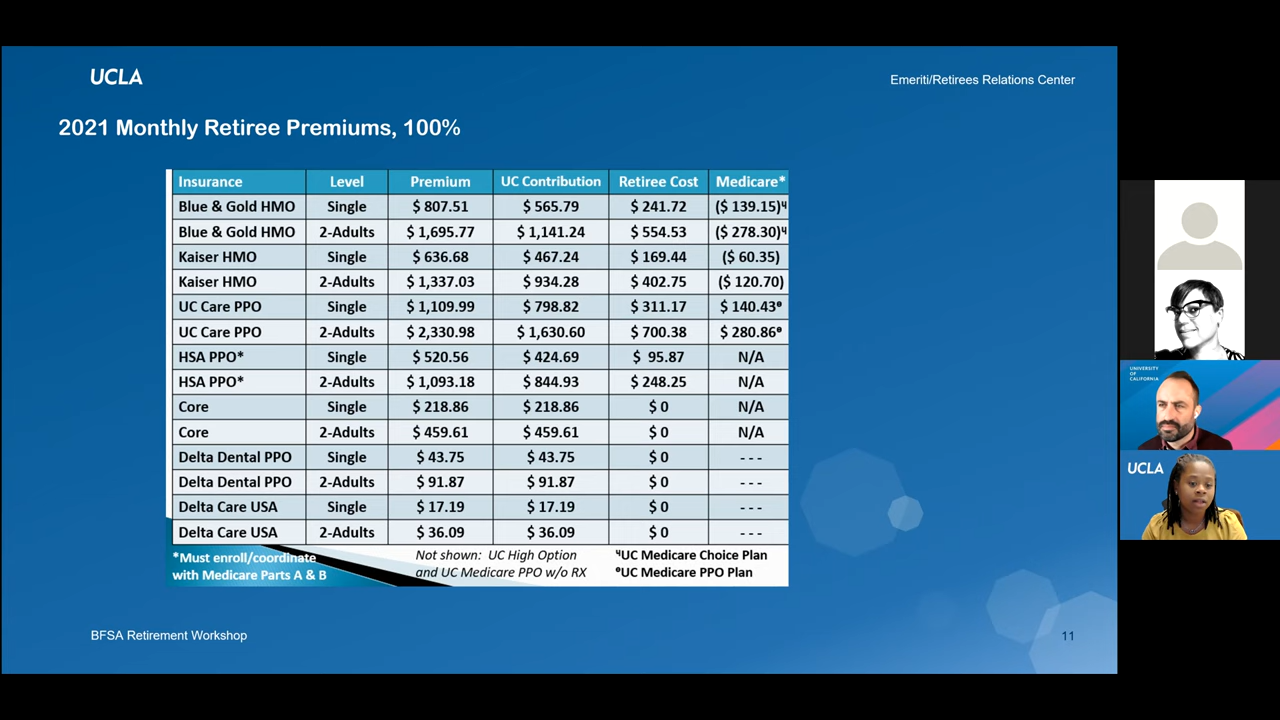 UCLA
Emeriti/Retirees Relations Center
2021 Monthly Retiree Premiums, 100%
Insurance Level Premium UC Contribution Retiree Cost Medicare*
Blue & Gold HMO Single $ 807.51 $ 565.79 $ 241.72 ($ 139.15)ч
Blue & Gold HMO 2-Adults $ 1,695.77 $ 1,141.24 $ 554.53 ($ 278.30)ч
Kaiser HMO Single $ 636.68 $ 467.24 $ 169.44 ($ 60.35)
Kaiser HMO 2-Adults $ 1,337.03 $ 934.28 $ 402.75 ($ 120.70)
UC Care PPO Single $ 1,109.99 $ 798.82 $ 311.17 $ 140.43ᵉ
UC Care PPO 2-Adults $ 2,330.98 $ 1,630.60 $ 700.38 $ 280.86ᵉ
HSA PPO* Single $ 520.56 $ 424.69 $ 95.87 N/A
HSA PPO* 2-Adults $ 1,093.18 $ 844.93 $ 248.25 N/A
Core Single $ 218.86 $ 218.86 $ 0 N/A
Core 2-Adults $ 459.61 $ 459.61 $ 0 N/A
Delta Dental PPO Single $ 43.75 $ 43.75 $ 0 - - -
Delta Dental PPO 2-Adults $ 91.87 $ 91.87 $ 0 - - -
Delta Care USA Single $ 17.19 $ 17.19 $ 0 - - -
Delta Care USA 2-Adults $ 36.09 $ 36.09 $ 0 - - -
*Must enroll/coordinate
with Medicare Parts A & B
Not shown: UC High Option
and UC Medicare PPO w/o RX
чUC Medicare Choice Plan
ᵉUC Medicare PPO Plan
BFSA Retirement Workshop
11
UNIVERSITY
OF
CALIFORNIA
UCLA